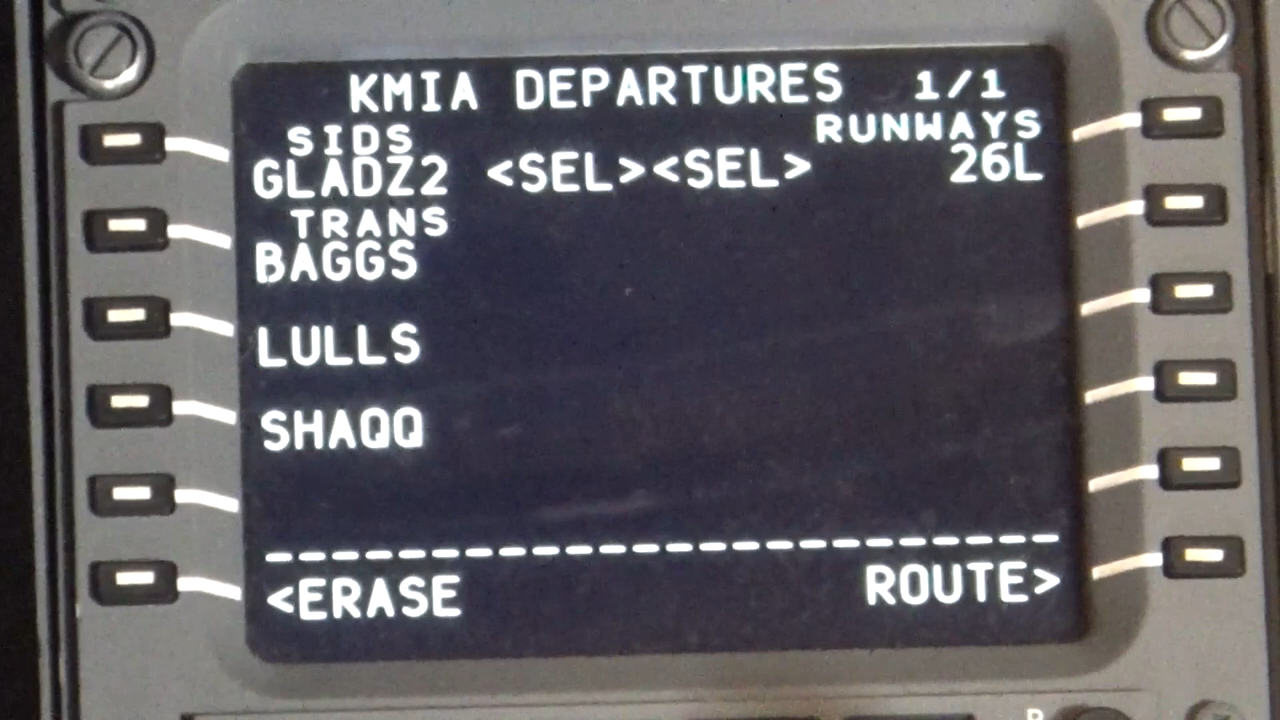 KMIA DEPARTURES 1/1
SIDS RUNWAYS
GLADZ2 <SEL><SEL> 26L
TRANS
BAGGS
LULLS
SHAQQ
------------------------
<ERASE ROUTE>